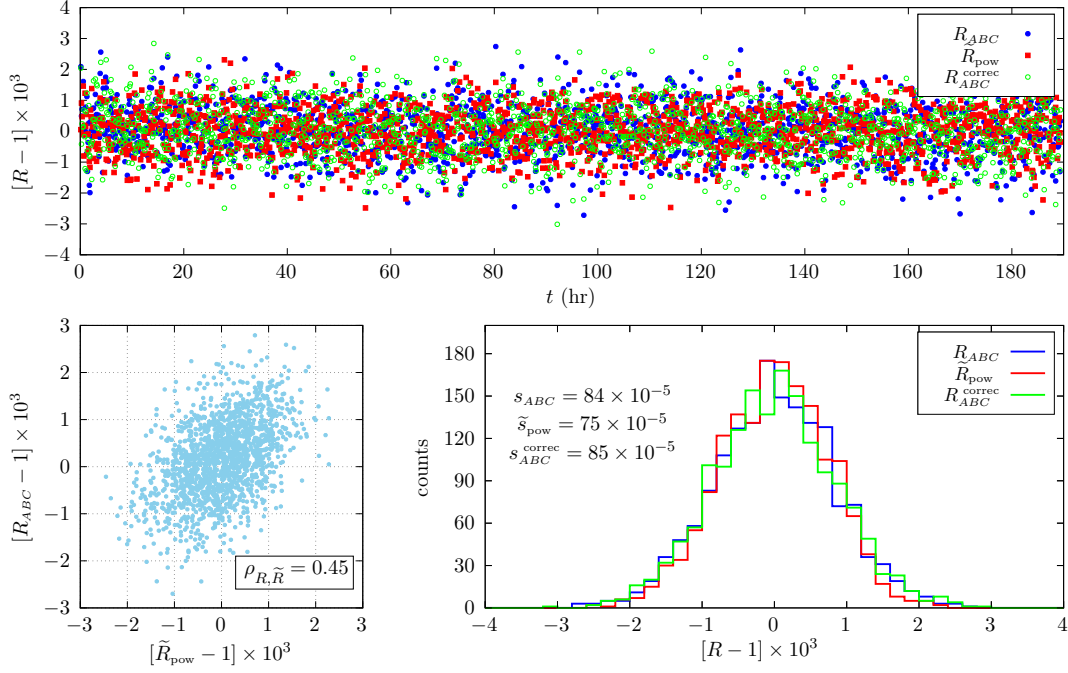 4
3
2
1
0
−1
−2
−3
−4
[R − 1] × 10³
0 20 40 60 80 100 120 140 160 180
t (hr)
R_ABC
R̃_pow
R_ABC^correc
3
2
1
0
−1
−2
−3
[R_ABC − 1] × 10³
ρ_R,R̃ = 0.45
−3 −2 −1 0 1 2 3
[R̃_pow − 1] × 10³
180
150
120
90
60
30
0
counts
s_ABC = 84 × 10⁻⁵
s̃_pow = 75 × 10⁻⁵
s_ABC^correc = 85 × 10⁻⁵
R_ABC
R̃_pow
R_ABC^correc
−4 −3 −2 −1 0 1 2 3 4
[R − 1] × 10³